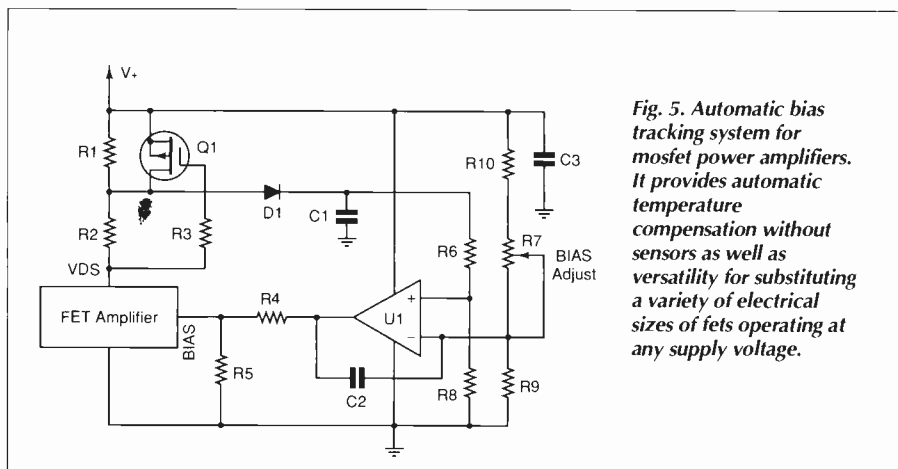 V+
R1
Q1
R10
C3
D1
C1
R2
R3
R6
R7
BIAS
Adjust
VDS
R4
+
FET Amplifier
BIAS
U1
−
R5
C2
R8
R9
Fig. 5. Automatic bias
tracking system for
mosfet power amplifiers.
It provides automatic
temperature
compensation without
sensors as well as
versatility for substituting
a variety of electrical
sizes of fets operating at
any supply voltage.